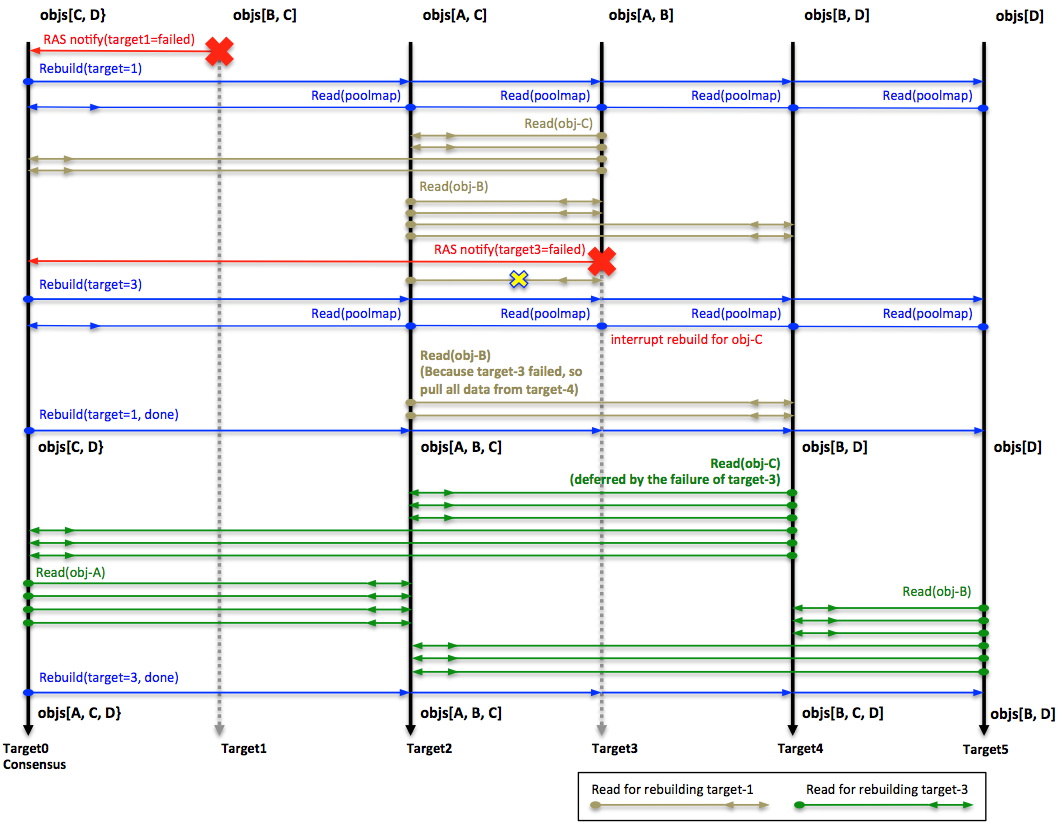 objs[C, D}
objs[B, C]
objs[A, C]
objs[A, B]
objs[B, D]
objs[D]
RAS notify(target1=failed)
Rebuild(target=1)
Read(poolmap)
Read(poolmap)
Read(poolmap)
Read(poolmap)
Read(obj-C)
Read(obj-B)
RAS notify(target3=failed)
Rebuild(target=3)
Read(poolmap)
Read(poolmap)
Read(poolmap)
Read(poolmap)
interrupt rebuild for obj-C
Read(obj-B)
(Because target-3 failed, so
pull all data from target-4)
Rebuild(target=1, done)
objs[C, D}
objs[A, B, C]
objs[B, D]
objs[D]
Read(obj-C)
(deferred by the failure of target-3)
Read(obj-A)
Read(obj-B)
Rebuild(target=3, done)
objs[A, C, D}
objs[A, B, C]
objs[B, C, D]
objs[B, D]
Target0
Consensus
Target1
Target2
Target3
Target4
Target5
Read for rebuilding target-1
Read for rebuilding target-3